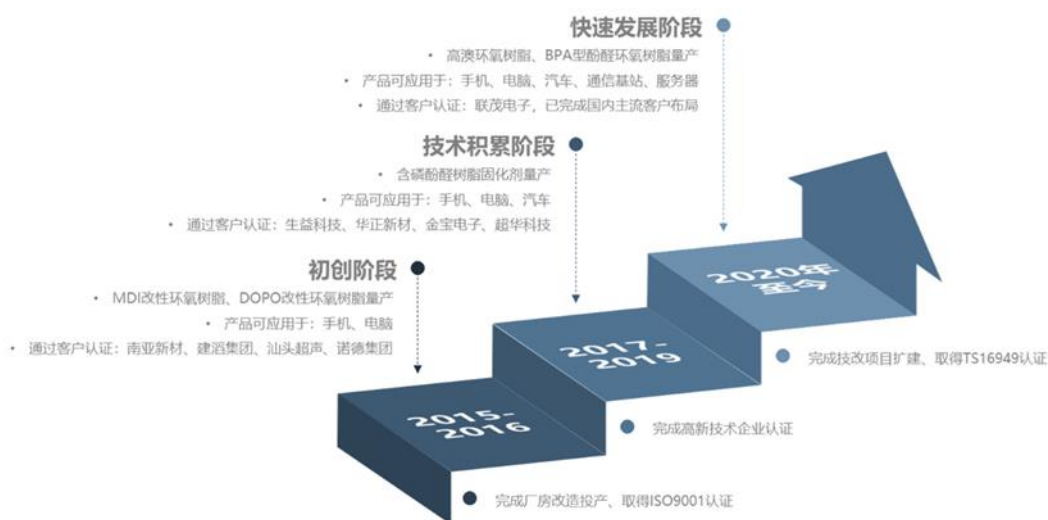 快速发展阶段
• 高溴环氧树脂、BPA型酚醛环氧树脂量产
• 产品可应用于：手机、电脑、汽车、通信基站、服务器
• 通过客户认证：联茂电子，已完成国内主流客户布局
技术积累阶段
• 含磷酚醛树脂固化剂量产
• 产品可应用于：手机、电脑、汽车
• 通过客户认证：生益科技、华正新材、金宝电子、超华科技
初创阶段
• MDI改性环氧树脂、DOPO改性环氧树脂量产
• 产品可应用于：手机、电脑
• 通过客户认证：南亚新材、建滔集团、汕头超声、诺德集团
2020年
至今
2017-
2019
2015-
2016
完成技改项目扩建、取得TS16949认证
完成高新技术企业认证
完成厂房改造投产、取得ISO9001认证